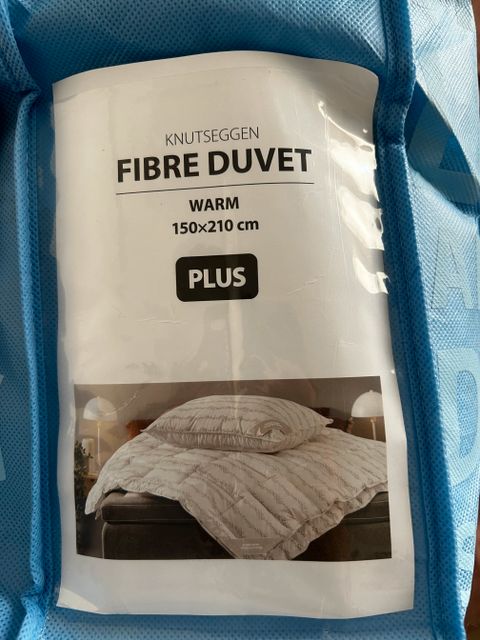 KNUTSEGGEN
FIBRE DUVET
WARM
150×210 cm
PLUS